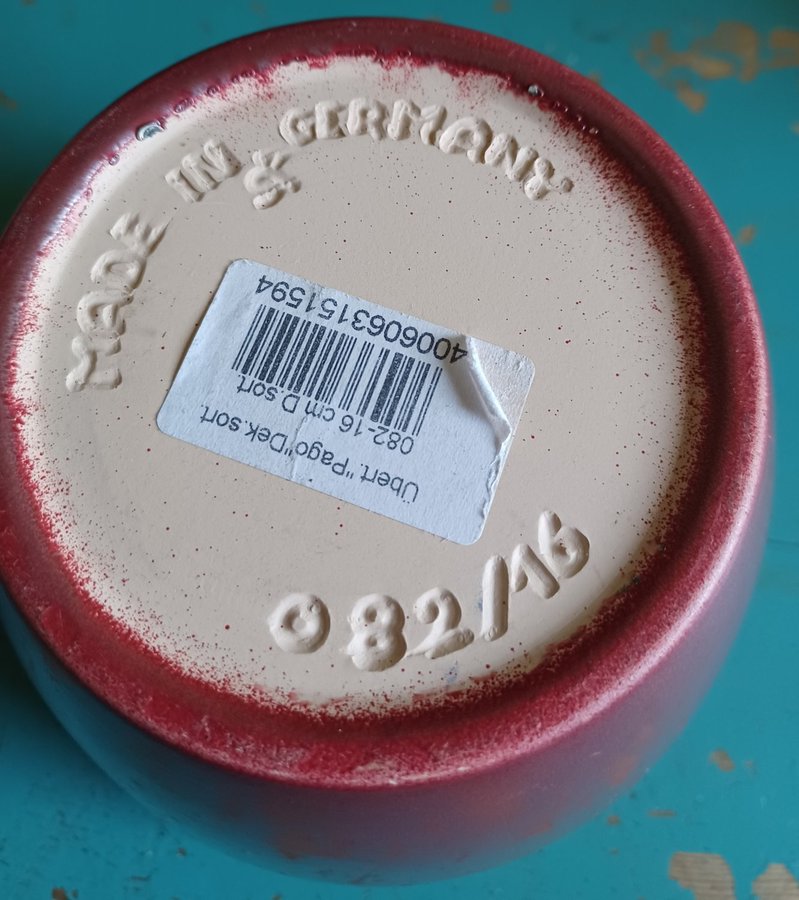 MADE IN GERMANY
S
Übert. "Pago" Dek. sort.
082-16 cm D sort.
4006063151594
082/16